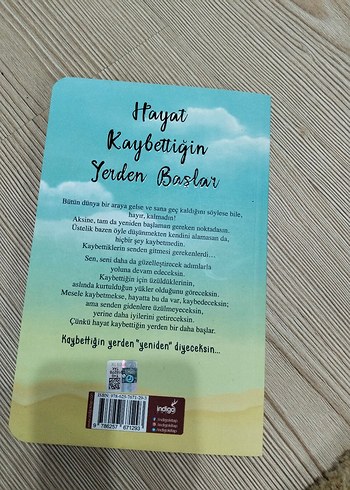 Hayat
Kaybettiğin
Yerden Başlar
Bütün dünya bir araya gelse ve sana geç kaldığını söylese bile,
hayır, kalmadın!
Aksine, tam da yeniden başlaman gereken noktadasın.
Üstelik bazen öyle düşünmekten kendini alamasan da,
hiçbir şey kaybetmedin.
Kaybettiklerin senden gitmesi gerekenlerdi...
Sen, seni daha da güzelleştirecek adımlarla
yoluna devam edeceksin.
Kaybettiğin için üzüldüklerinin,
aslında kurtulduğun yükler olduğunu göreceksin.
Mesele kaybetmekse, hayatta bu da var, kaybedeceksin;
ama senden gidenlere üzülmeyeceksin,
yerine daha iyilerini getireceksin.
Çünkü hayat kaybettiğin yerden bir daha başlar.
Kaybettiğin yerden "yeniden" diyeceksin...
indigo